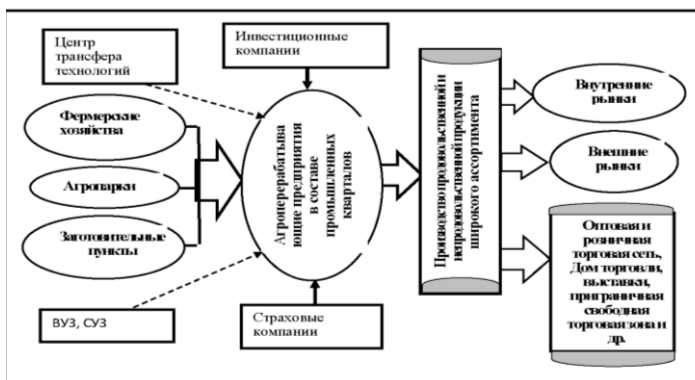 Центр
трансфера
технологий
Инвестиционные
компании
Фермерские
хозяйства
Агропарки
Заготовительные
пункты
ВУЗ, СУЗ
Агроперерабатыва
ющие предприятия
в составе
промышленных
кварталов
Страховые
компании
Производство продовольственной и
непродовольственной продукции
широкого ассортимента
Внутренние
рынки
Внешние
рынки
Оптовая и
розничная
торговая сеть,
Дом торговли,
выставки,
приграничная
свободная
торговая зона и
др.